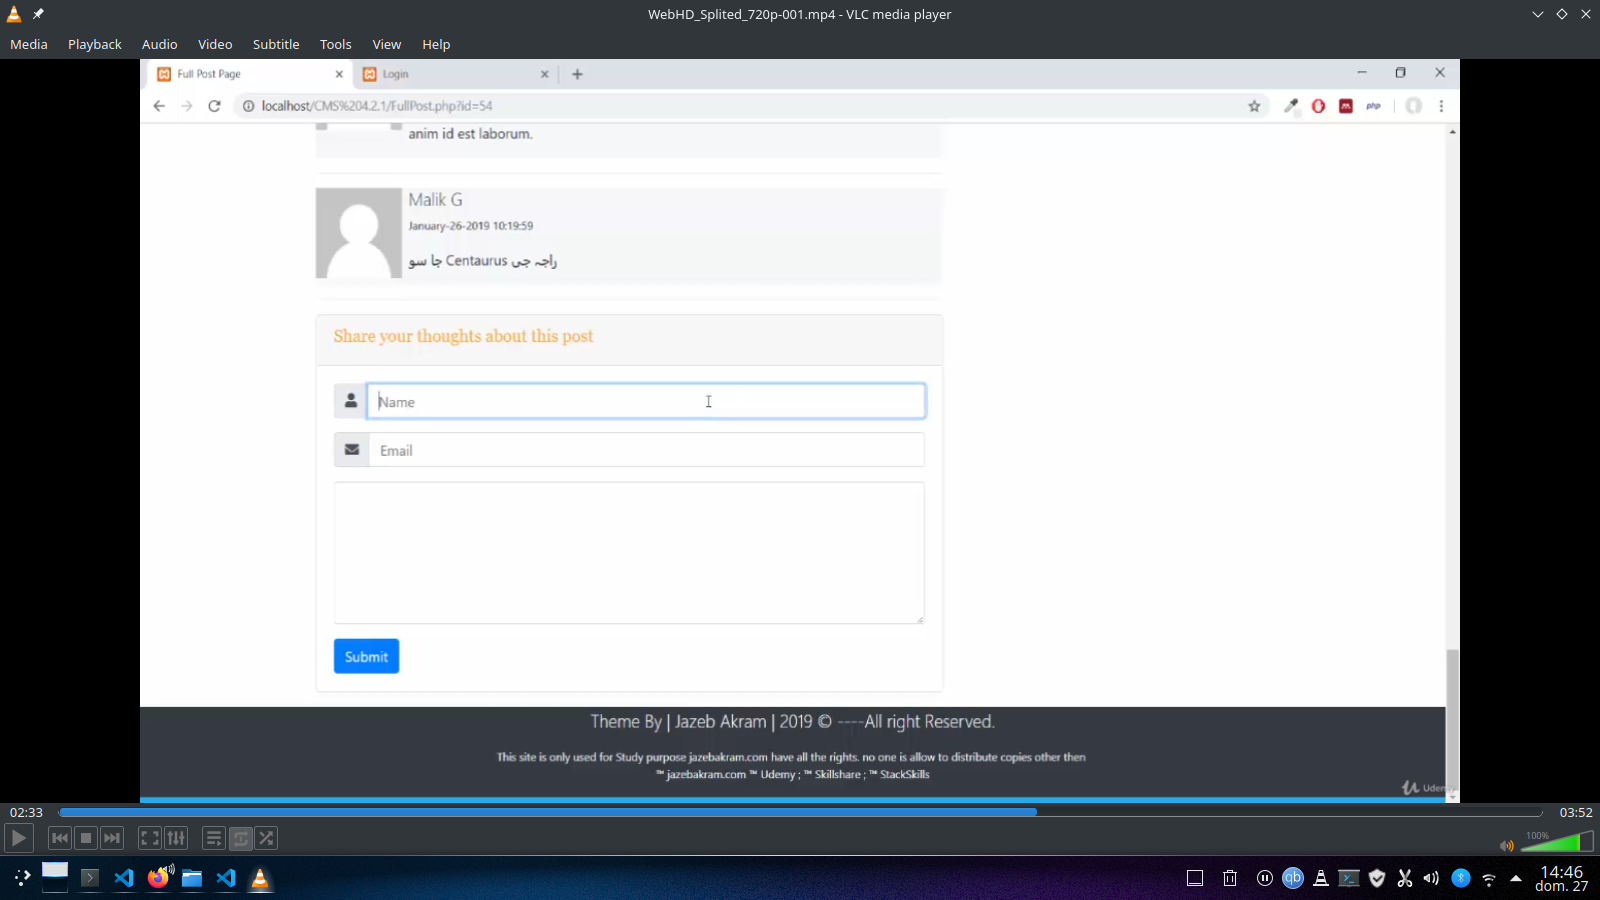 WebHD_Splited_720p-001.mp4 - VLC media player
Media Playback Audio Video Subtitle Tools View Help
Full Post Page Login
localhost/CMS%204.2.1/FullPost.php?id=54
php
anim id est laborum.
Malik G
January-26-2019 10:19:59
راجہ جی Centaurus جا سو
Share your thoughts about this post
Name
Email
Submit
Theme By | Jazeb Akram | 2019 © ----All right Reserved.
This site is only used for Study purpose jazebakram.com have all the rights. no one is allow to distribute copies other then
™ jazebakram.com ™ Udemy ; ™ Skillshare ; ™ StackSkills
02:33 03:52
100%
qb
14:46
dom. 27